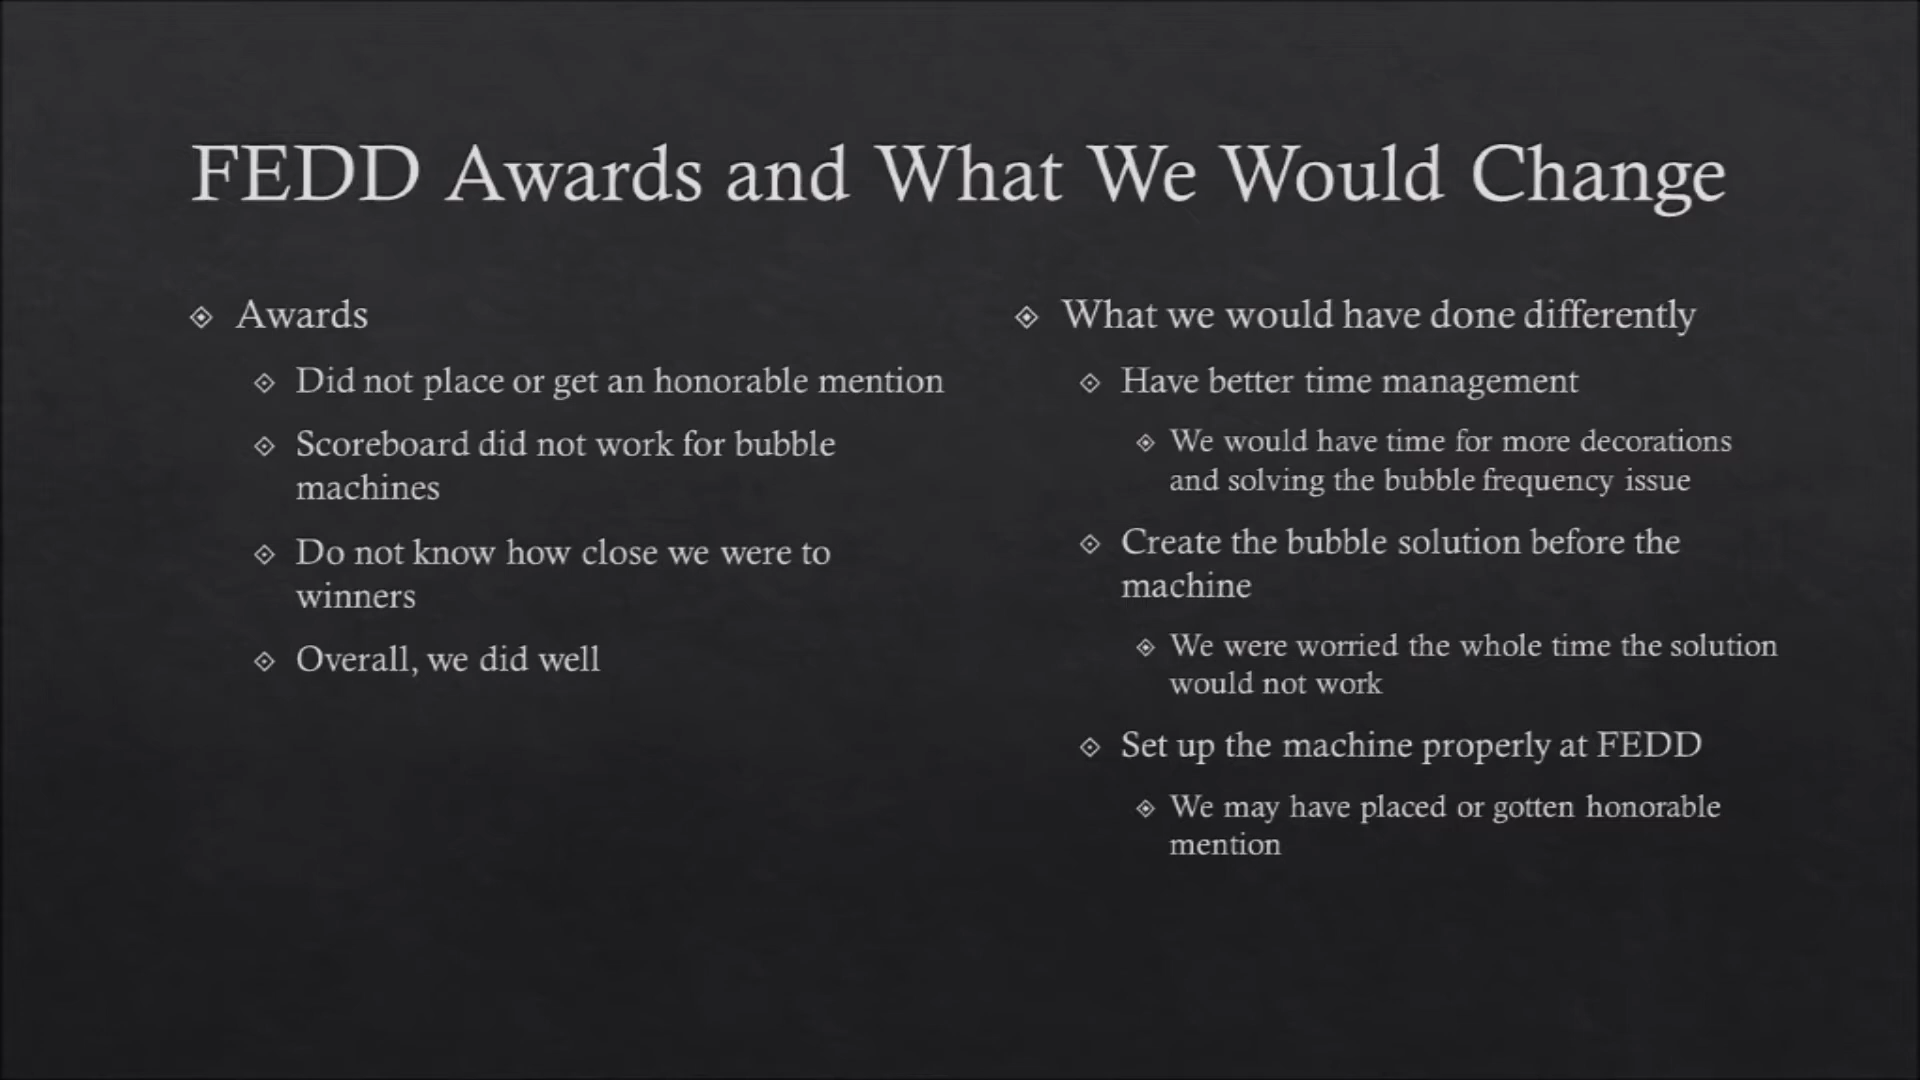 FEDD Awards and What We Would Change
Awards
Did not place or get an honorable mention
Scoreboard did not work for bubble
machines
Do not know how close we were to
winners
Overall, we did well
What we would have done differently
Have better time management
We would have time for more decorations
and solving the bubble frequency issue
Create the bubble solution before the
machine
We were worried the whole time the solution
would not work
Set up the machine properly at FEDD
We may have placed or gotten honorable
mention